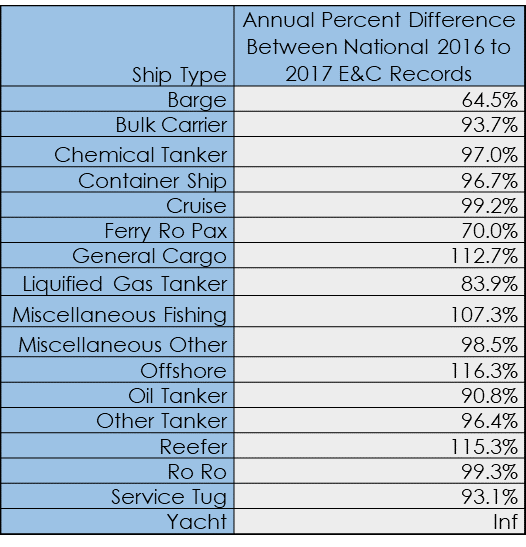 Annual Percent Difference
Between National 2016 to
Ship Type 2017 E&C Records
Barge 64.5%
Bulk Carrier 93.7%
Chemical Tanker 97.0%
Container Ship 96.7%
Cruise 99.2%
Ferry Ro Pax 70.0%
General Cargo 112.7%
Liquified Gas Tanker 83.9%
Miscellaneous Fishing 107.3%
Miscellaneous Other 98.5%
Offshore 116.3%
Oil Tanker 90.8%
Other Tanker 96.4%
Reefer 115.3%
Ro Ro 99.3%
Service Tug 93.1%
Yacht Inf